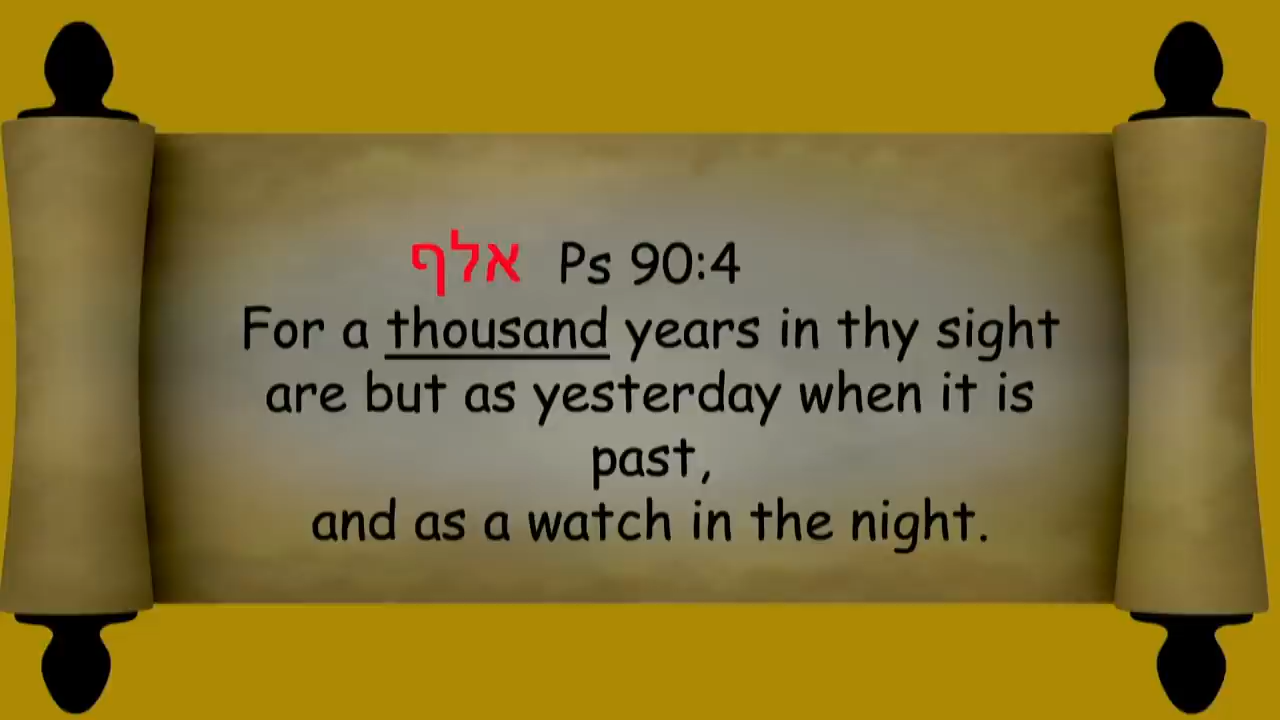 אלף Ps 90:4
For a thousand years in thy sight
are but as yesterday when it is
past,
and as a watch in the night.